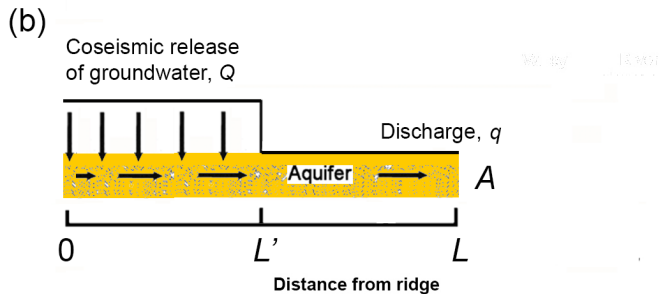 (b)
Coseismic release
of groundwater, Q
Discharge, q
Aquifer
A
0
L’
L
Distance from ridge